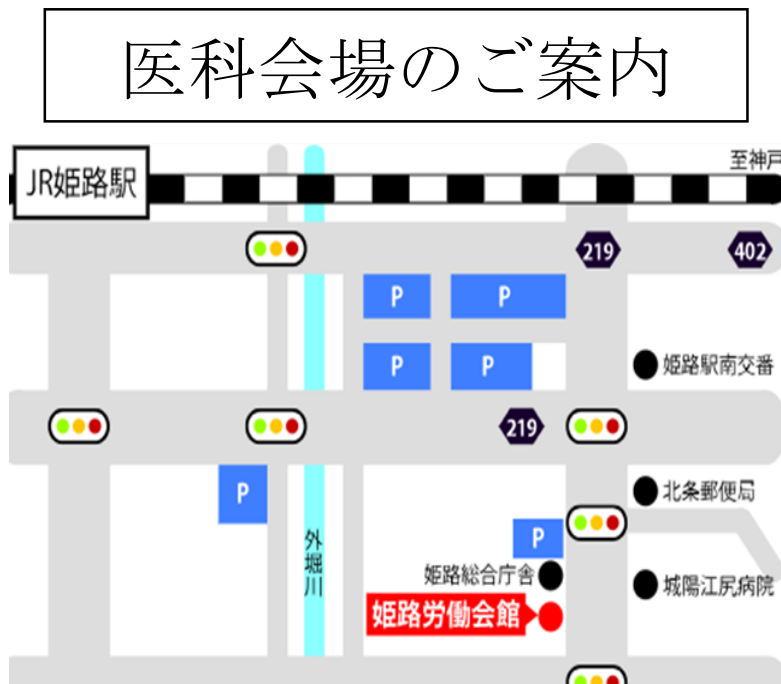 医科会場のご案内
至神戸
JR姫路駅
219
402
P
P
P
P
姫路駅南交番
219
P
北条郵便局
P
外堀川
姫路総合庁舎
城陽江尻病院
姫路労働会館